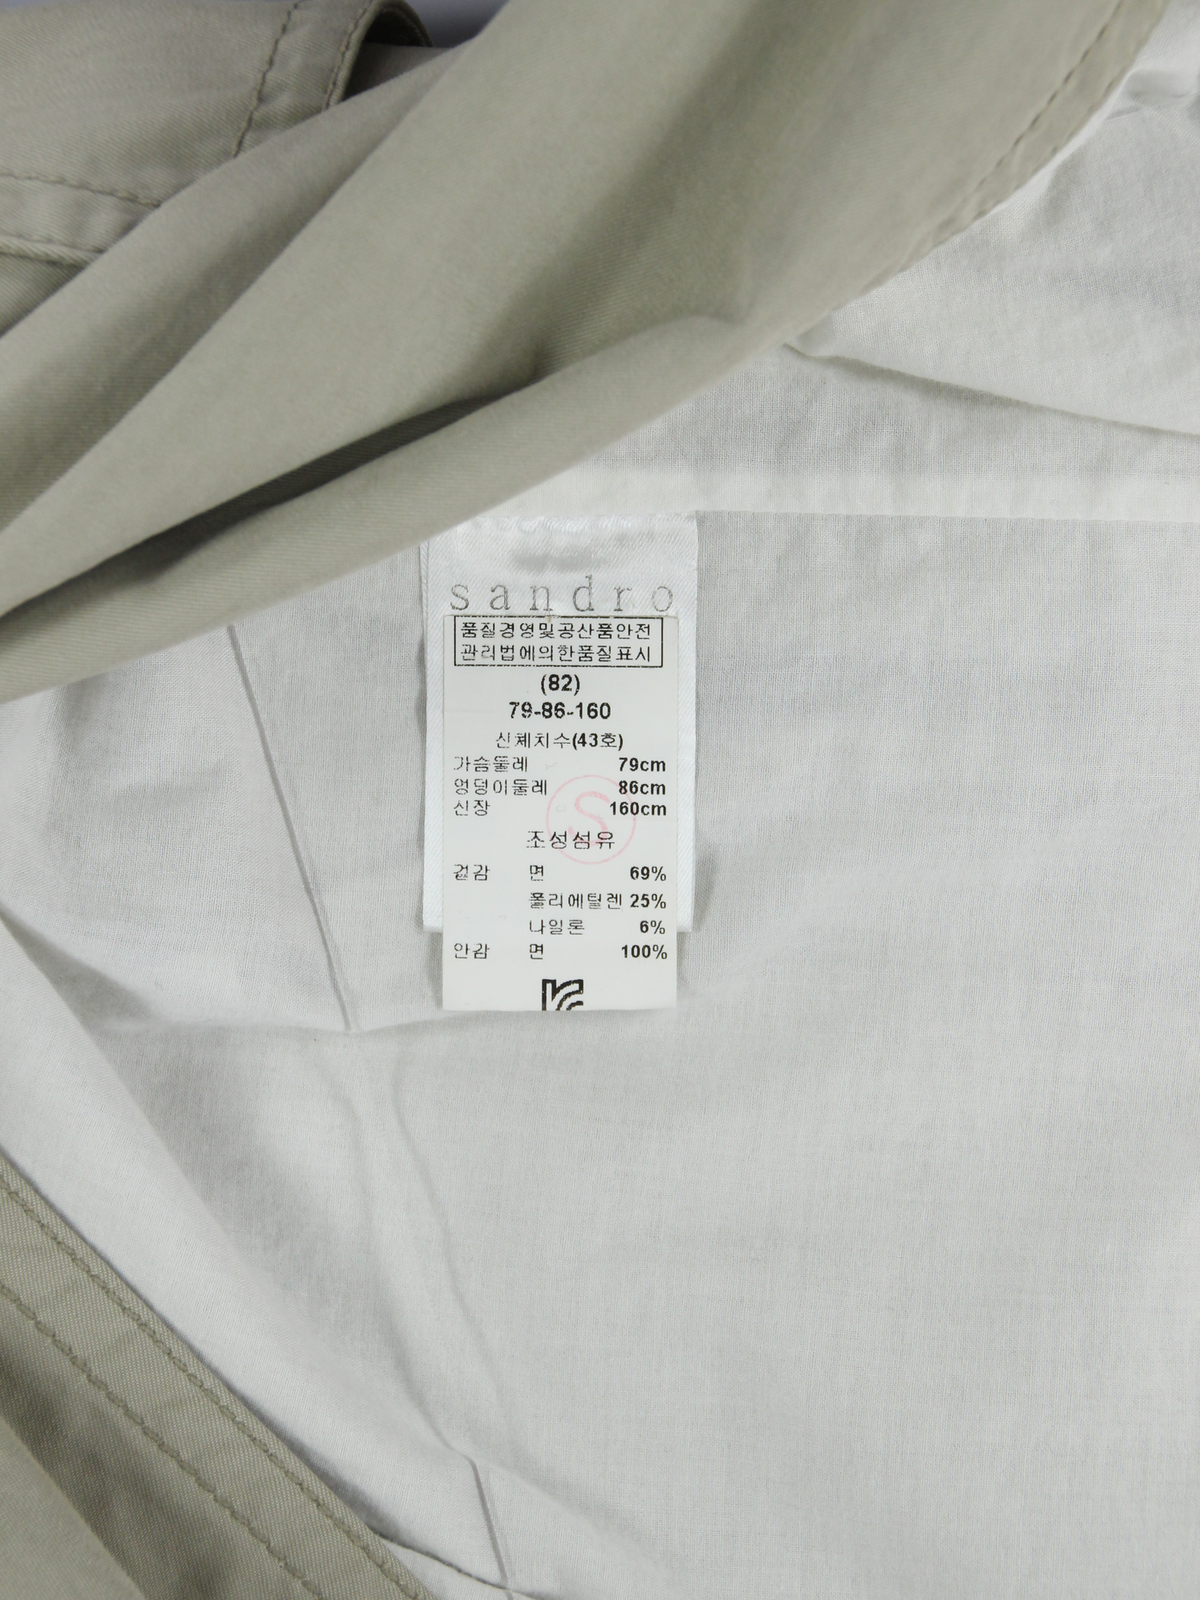 sandro
품질경영및공산품안전
관리법에의한품질표시
(82)
79-86-160
신체치수(43호)
가슴둘레 79cm
엉덩이둘레 86cm
신장 160cm
S
조성섬유
겉감 면 69%
폴리에틸렌 25%
나일론 6%
안감 면 100%